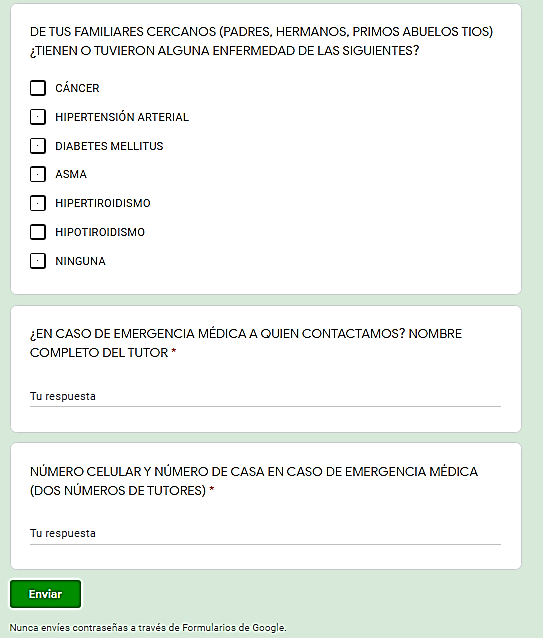 DE TUS FAMILIARES CERCANOS (PADRES, HERMANOS, PRIMOS ABUELOS TIOS)
¿TIENEN O TUVIERON ALGUNA ENFERMEDAD DE LAS SIGUIENTES?
CÁNCER
HIPERTENSIÓN ARTERIAL
DIABETES MELLITUS
ASMA
HIPERTIROIDISMO
HIPOTIROIDISMO
NINGUNA
¿EN CASO DE EMERGENCIA MÉDICA A QUIEN CONTACTAMOS? NOMBRE
COMPLETO DEL TUTOR *
Tu respuesta
NÚMERO CELULAR Y NÚMERO DE CASA EN CASO DE EMERGENCIA MÉDICA
(DOS NÚMEROS DE TUTORES) *
Tu respuesta
Enviar
Nunca envíes contraseñas a través de Formularios de Google.